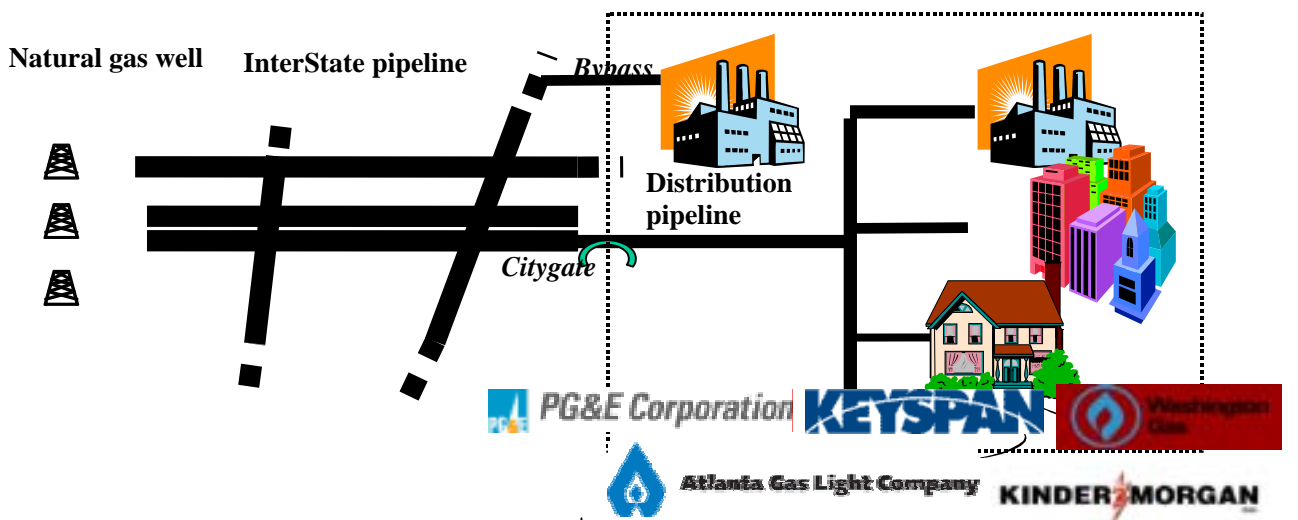 Natural gas well
InterState pipeline
Bypass
Distribution
pipeline
Citygate
PG&E
PG&E Corporation
KEYSPAN
Washington
Gas
Atlanta Gas Light Company
KINDER MORGAN